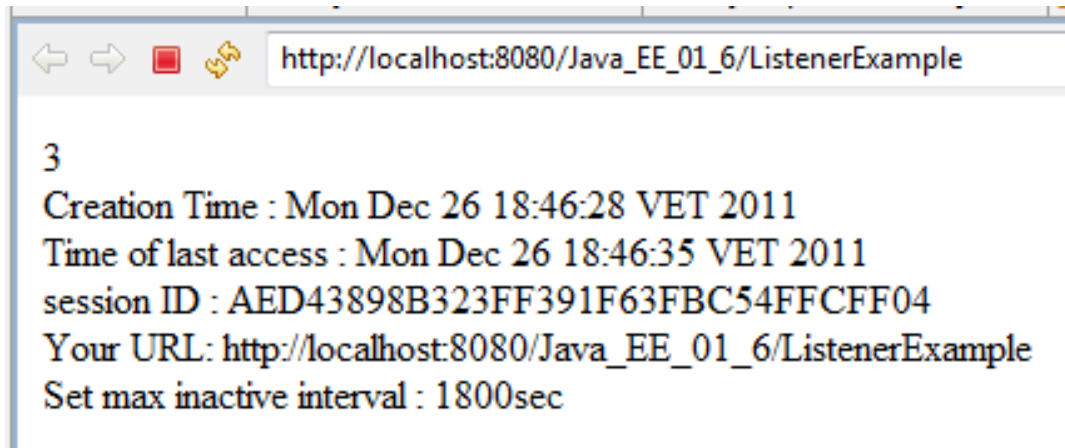 http://localhost:8080/Java_EE_01_6/ListenerExample
3
Creation Time : Mon Dec 26 18:46:28 VET 2011
Time of last access : Mon Dec 26 18:46:35 VET 2011
session ID : AED43898B323FF391F63FBC54FFCFF04
Your URL: http://localhost:8080/Java_EE_01_6/ListenerExample
Set max inactive interval : 1800sec